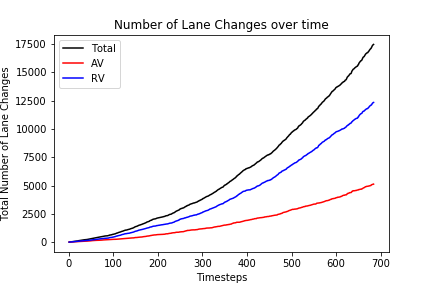 Number of Lane Changes over time
Total Number of Lane Changes
17500
15000
12500
10000
7500
5000
2500
0
Total
AV
RV
0 100 200 300 400 500 600 700
Timesteps